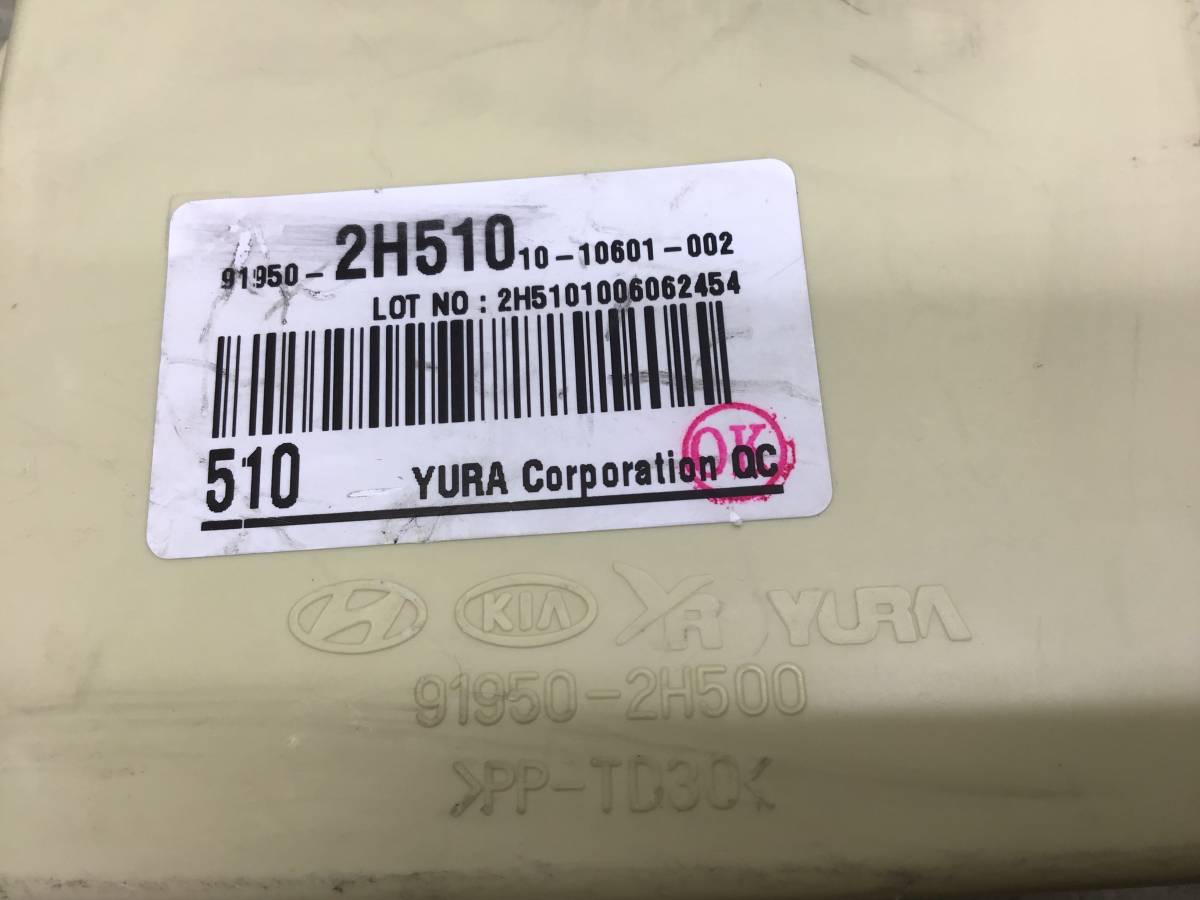 91950-2H510 10-10601-002
LOT NO : 2H5101006062454
510 YURA Corporation QC
OK
KIA YR YURA
91950-2H500
>PP-TD30<